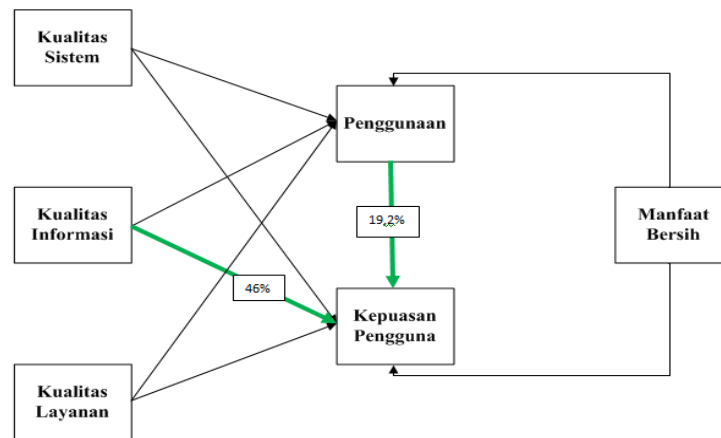 Kualitas
Sistem
Penggunaan
Kualitas
Informasi
19,2%
Manfaat
Bersih
46%
Kepuasan
Pengguna
Kualitas
Layanan